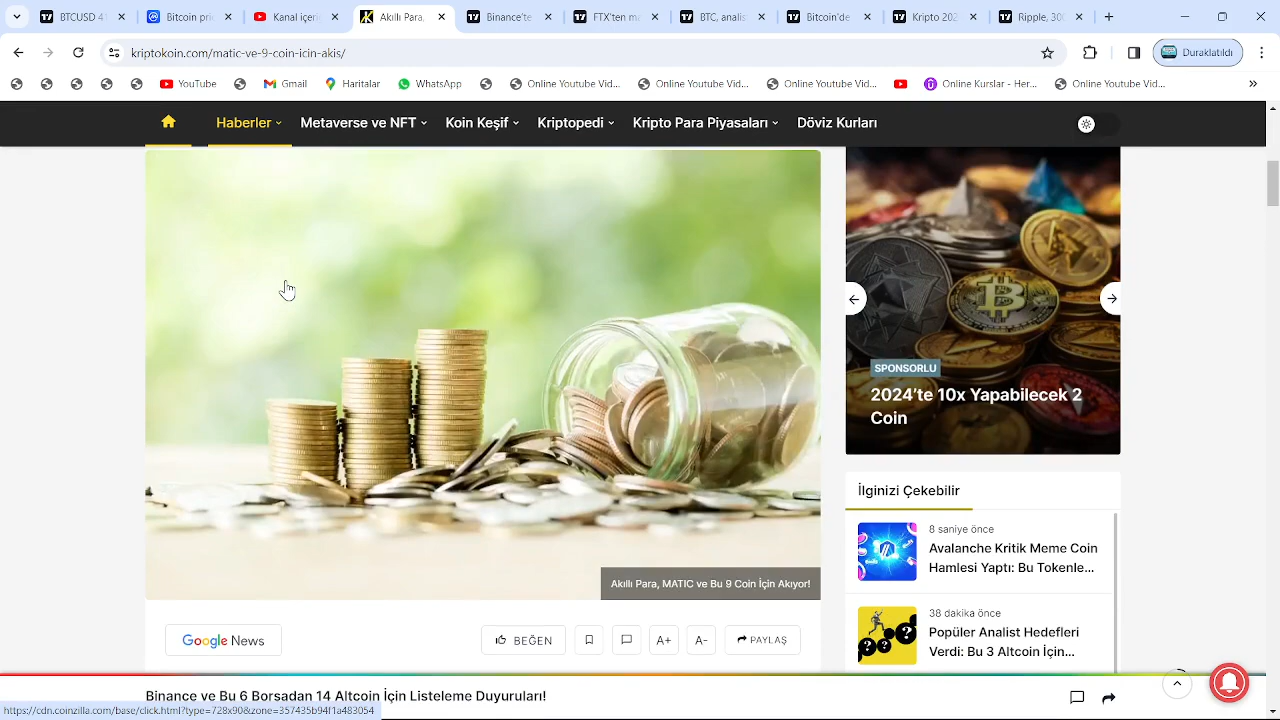 BTCUSD 41
Bitcoin pri
Kanal içeri
Akıllı Para,
Binance'te
FTX'ten mu
BTC, analis
Bitcoin'de
Kripto 202
Ripple, 300
kriptokoin.com/matic-ve-9-coin-icin-akis/
Duraklatıldı
YouTube
Gmail
Haritalar
WhatsApp
Online Youtube Vid...
Online Youtube Vid...
Online Youtube Vid...
Online Kurslar - Her...
Online Youtube Vid...
Haberler
Metaverse ve NFT
Koin Keşif
Kriptopedi
Kripto Para Piyasaları
Döviz Kurları
SPONSORLU
2024'te 10x Yapabilecek 2
Coin
Akıllı Para, MATIC ve Bu 9 Coin İçin Akıyor!
İlginizi Çekebilir
8 saniye önce
Avalanche Kritik Meme Coin
Hamlesi Yaptı: Bu Tokenle...
38 dakika önce
Popüler Analist Hedefleri
Verdi: Bu 3 Altcoin İçin...
Google News
BEĞEN
A+
A-
PAYLAŞ
Binance ve Bu 6 Borsadan 14 Altcoin İçin Listeleme Duyuruları!
https://cdn.coinzilla.com/base/click.html?type=728x90&zone=357435b94f1a483054